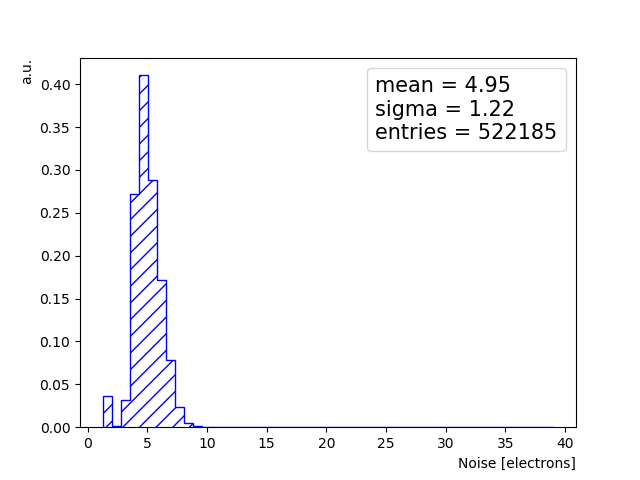 a.u.
0.40
0.35
0.30
0.25
0.20
0.15
0.10
0.05
0.00
mean = 4.95
sigma = 1.22
entries = 522185
0 5 10 15 20 25 30 35 40
Noise [electrons]